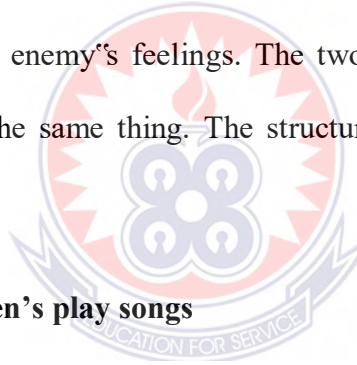 enemy‟s feelings. The two
he same thing. The structur
en’s play songs
EDUCATION FOR SERVICE